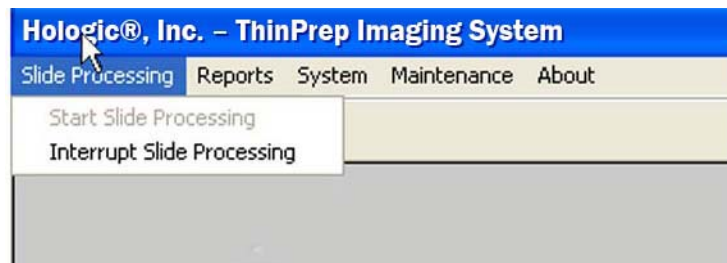 Hologic®, Inc. – ThinPrep Imaging System
Slide Processing Reports System Maintenance About
Start Slide Processing
Interrupt Slide Processing